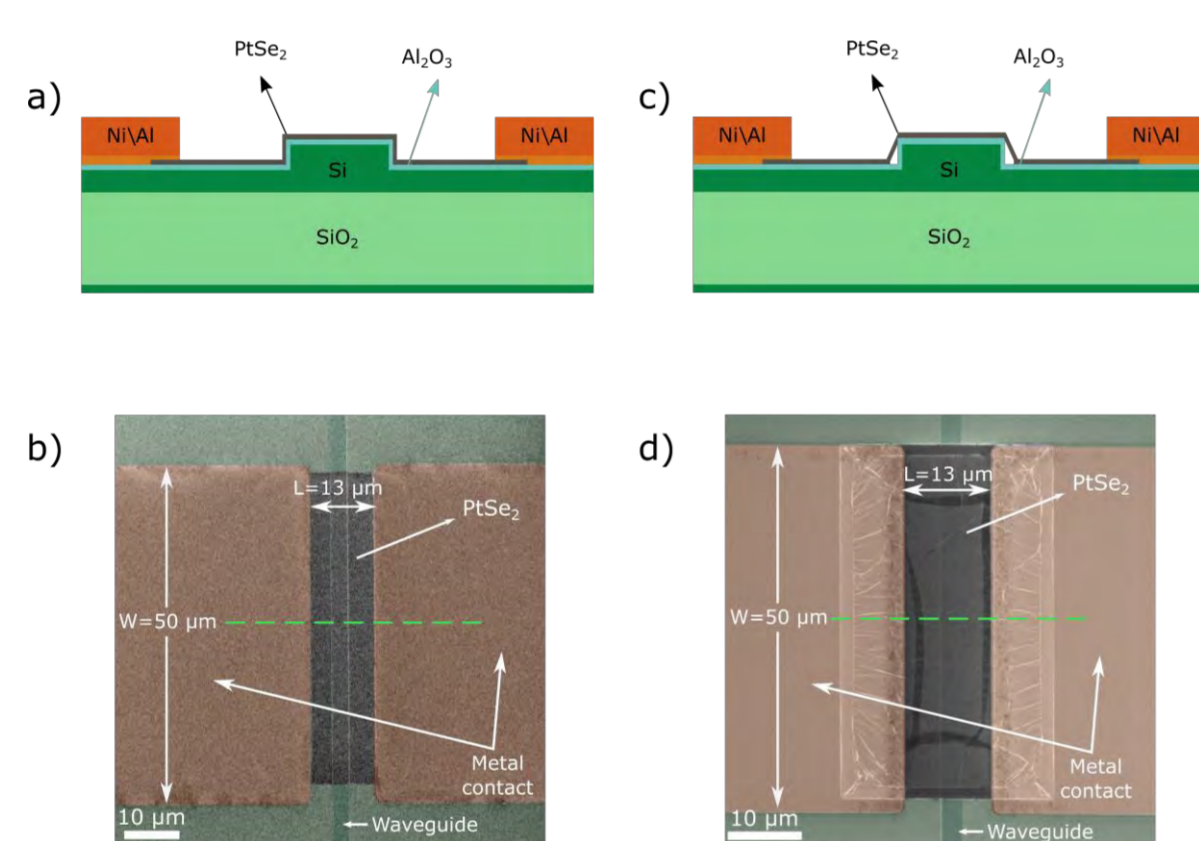 a)
PtSe₂
Al₂O₃
Ni\Al
Ni\Al
Si
SiO₂
c)
PtSe₂
Al₂O₃
Ni\Al
Ni\Al
Si
SiO₂
b)
L=13 µm
PtSe₂
W=50 µm
Metal
contact
10 µm
Waveguide
d)
L=13 µm
PtSe₂
W=50 µm
Metal
contact
10 µm
Waveguide